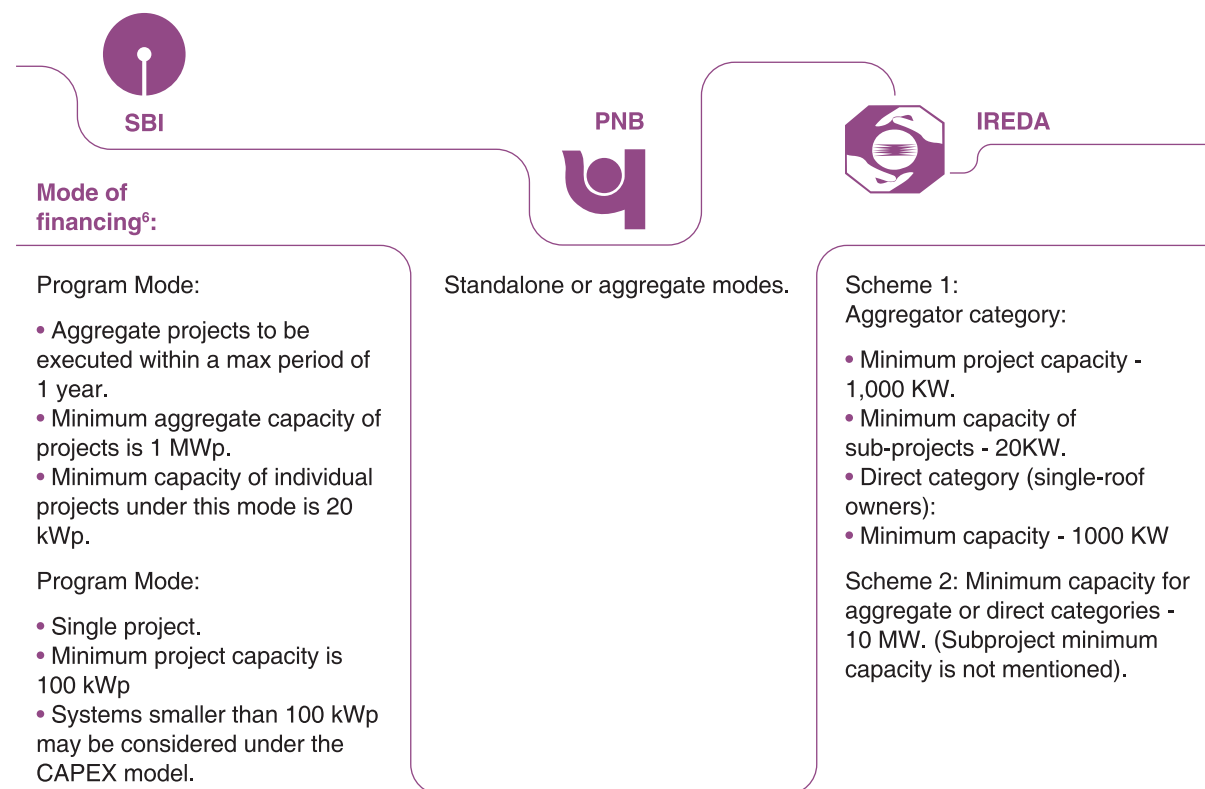 SBI
PNB
IREDA
Mode of
financing⁶:
Program Mode:
• Aggregate projects to be
executed within a max period of
1 year.
• Minimum aggregate capacity of
projects is 1 MWp.
• Minimum capacity of individual
projects under this mode is 20
kWp.
Program Mode:
• Single project.
• Minimum project capacity is
100 kWp
• Systems smaller than 100 kWp
may be considered under the
CAPEX model.
Standalone or aggregate modes.
Scheme 1:
Aggregator category:
• Minimum project capacity -
1,000 KW.
• Minimum capacity of
sub-projects - 20KW.
• Direct category (single-roof
owners):
• Minimum capacity - 1000 KW
Scheme 2: Minimum capacity for
aggregate or direct categories -
10 MW. (Subproject minimum
capacity is not mentioned).